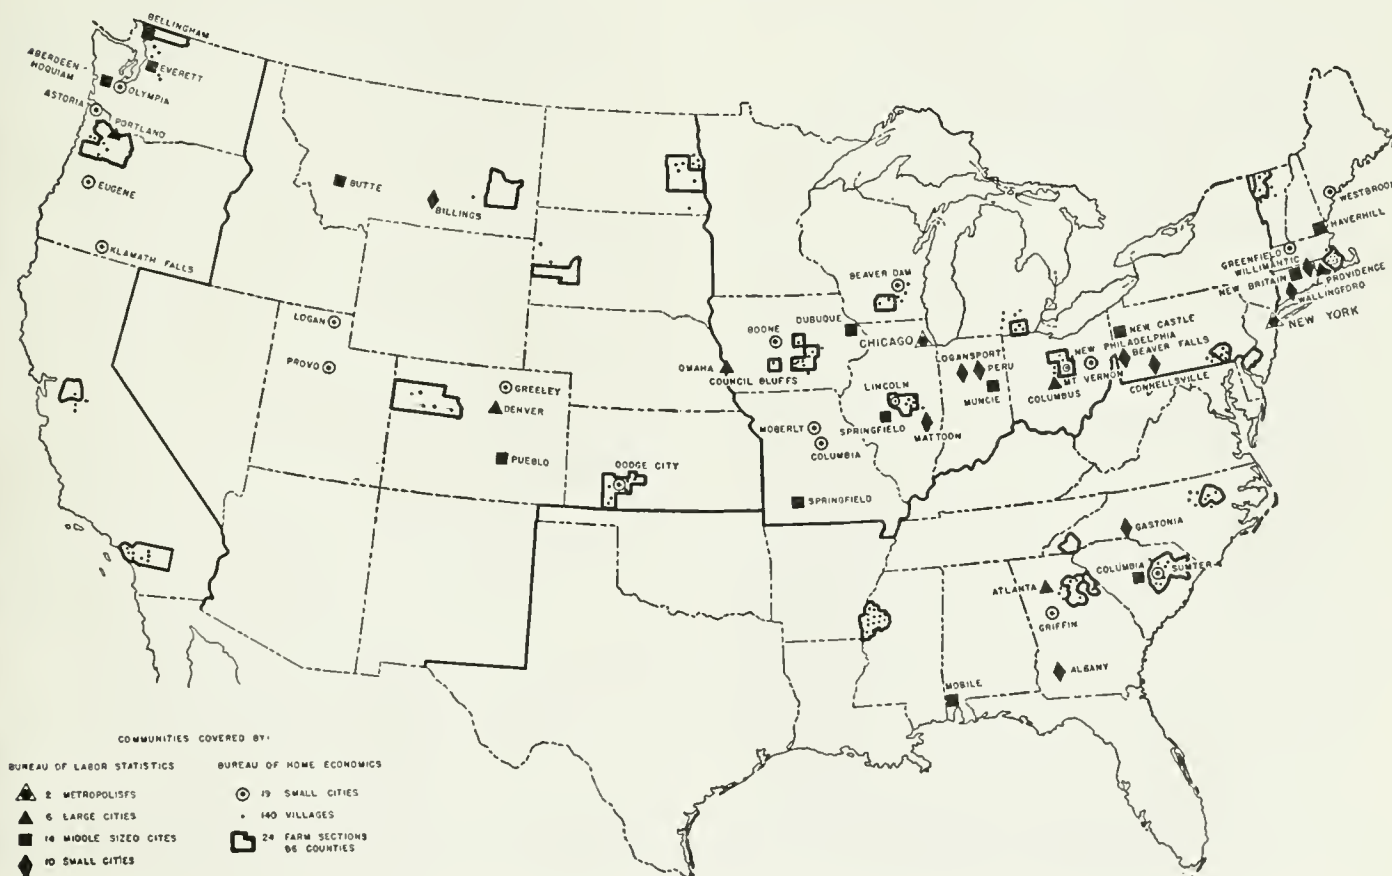 BELLINGHAM
ABERDEEN -
HOQUIAM
EVERETT
OLYMPIA
ASTORIA
PORTLAND
EUGENE
KLAMATH FALLS
BUTTE
BILLINGS
LOGAN
PROVO
GREELEY
DENVER
PUEBLO
DODGE CITY
OMAHA
COUNCIL BLUFFS
BOONE
DUBUQUE
BEAVER DAM
CHICAGO
LINCOLN
SPRINGFIELD
MATTOON
MOBERLY
COLUMBIA
SPRINGFIELD
LOGANSPORT
PERU
MUNCIE
COLUMBUS
MT VERNON
NEW PHILADELPHIA
NEW CASTLE
BEAVER FALLS
CONNELLSVILLE
WESTBROOK
HAVERHILL
GREENFIELD
WILLIMANTIC
NEW BRITAIN
PROVIDENCE
WALLINGFORD
NEW YORK
GASTONIA
COLUMBIA
SUMTER
ATLANTA
GRIFFIN
ALBANY
MOBILE
COMMUNITIES COVERED BY:
BUREAU OF LABOR STATISTICS
2 METROPOLISES
6 LARGE CITIES
14 MIDDLE SIZED CITES
10 SMALL CITIES
BUREAU OF HOME ECONOMICS
19 SMALL CITIES
140 VILLAGES
24 FARM SECTIONS
66 COUNTIES